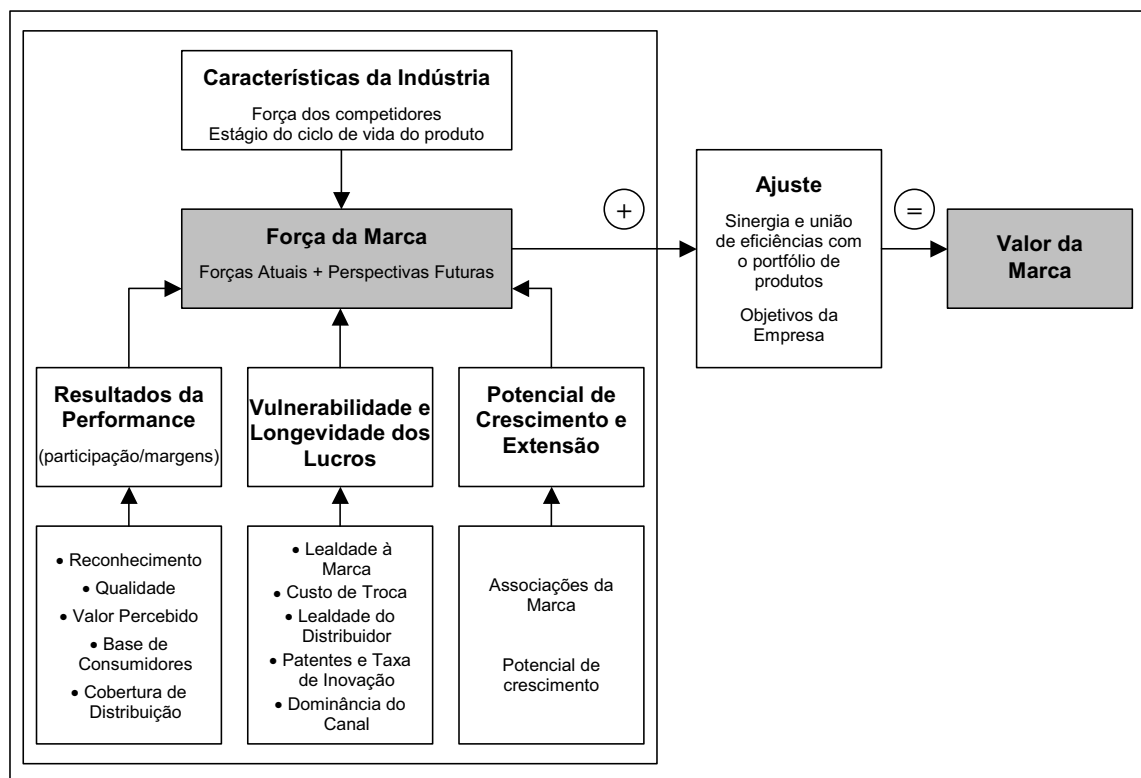 Características da Indústria
Força dos competidores
Estágio do ciclo de vida do produto
Força da Marca
Forças Atuais + Perspectivas Futuras
+
Ajuste
Sinergia e união
de eficiências com
o portfólio de
produtos
Objetivos da
Empresa
=
Valor da
Marca
Resultados da
Performance
(participação/margens)
Vulnerabilidade e
Longevidade dos
Lucros
Potencial de
Crescimento e
Extensão
• Reconhecimento
• Qualidade
• Valor Percebido
• Base de
Consumidores
• Cobertura de
Distribuição
• Lealdade à
Marca
• Custo de Troca
• Lealdade do
Distribuidor
• Patentes e Taxa
de Inovação
• Dominância do
Canal
Associações da
Marca
Potencial de
crescimento